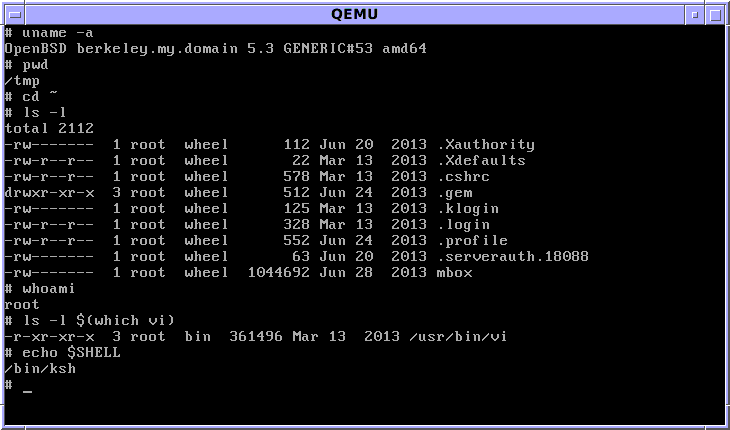 QEMU
# uname -a
OpenBSD berkeley.my.domain 5.3 GENERIC#53 amd64
# pwd
/tmp
# cd ~
# ls -l
total 2112
-rw-------  1 root  wheel      112 Jun 20  2013 .Xauthority
-rw-r--r--  1 root  wheel       22 Mar 13  2013 .Xdefaults
-rw-r--r--  1 root  wheel      578 Mar 13  2013 .cshrc
drwxr-xr-x  3 root  wheel      512 Jun 24  2013 .gem
-rw-------  1 root  wheel      125 Mar 13  2013 .klogin
-rw-r--r--  1 root  wheel      328 Mar 13  2013 .login
-rw-r--r--  1 root  wheel      552 Jun 24  2013 .profile
-rw-------  1 root  wheel       63 Jun 20  2013 .serverauth.18088
-rw-------  1 root  wheel  1044692 Jun 28  2013 mbox
# whoami
root
# ls -l $(which vi)
-r-xr-xr-x  3 root  bin  361496 Mar 13  2013 /usr/bin/vi
# echo $SHELL
/bin/ksh
# _